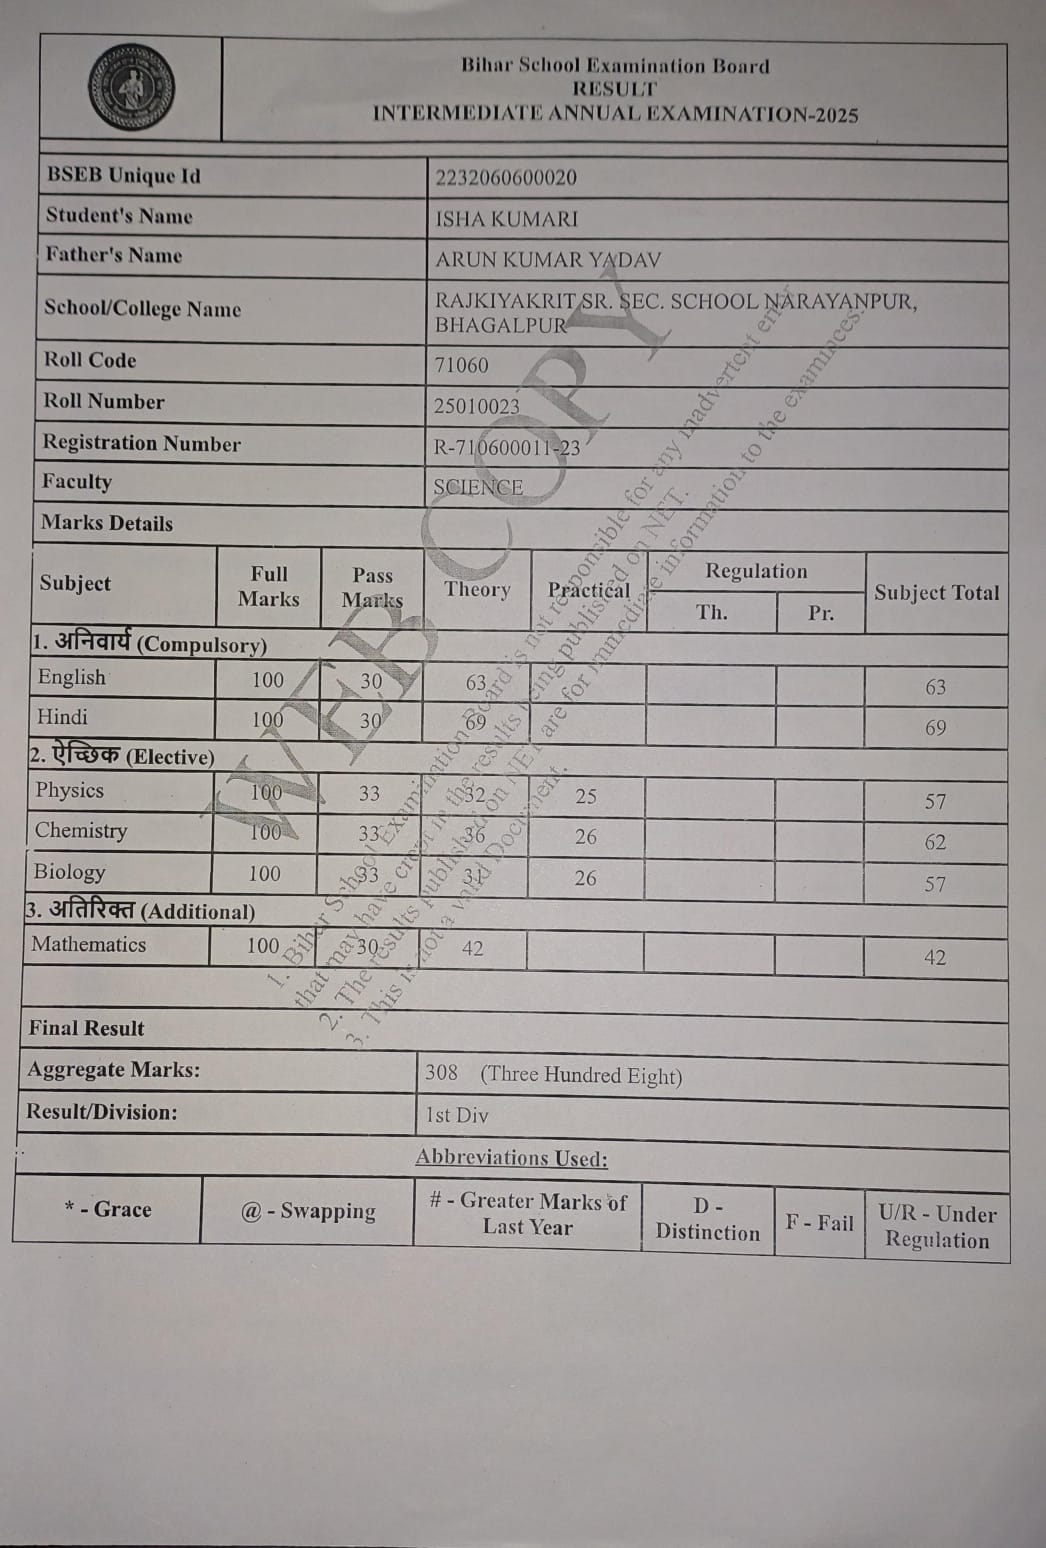 Bihar School Examination Board
RESULT
INTERMEDIATE ANNUAL EXAMINATION-2025
BSEB Unique Id 2232060600020
Student's Name ISHA KUMARI
Father's Name ARUN KUMAR YADAV
School/College Name RAJKIYAKRIT SR. SEC. SCHOOL NARAYANPUR,
BHAGALPUR
Roll Code 71060
Roll Number 25010023
Registration Number R-710600011-23
Faculty SCIENCE
Marks Details
Subject Full Marks Pass Marks Theory Practical Regulation Th. Pr. Subject Total
1. अनिवार्य (Compulsory)
English 100 30 63 63
Hindi 100 30 69 69
2. ऐच्छिक (Elective)
Physics 100 33 32 25 57
Chemistry 100 33 36 26 62
Biology 100 33 31 26 57
3. अतिरिक्त (Additional)
Mathematics 100 30 42 42
Final Result
Aggregate Marks: 308 (Three Hundred Eight)
Result/Division: 1st Div
Abbreviations Used:
* - Grace @ - Swapping # - Greater Marks of Last Year D - Distinction F - Fail U/R - Under Regulation
WEB COPY
1. Bihar School Examination Board is not responsible for any inadvertent
that may have crept in the results being published on NET.
2. The results published on NET are for immediate information to the examinees.
3. This is not a valid Document.